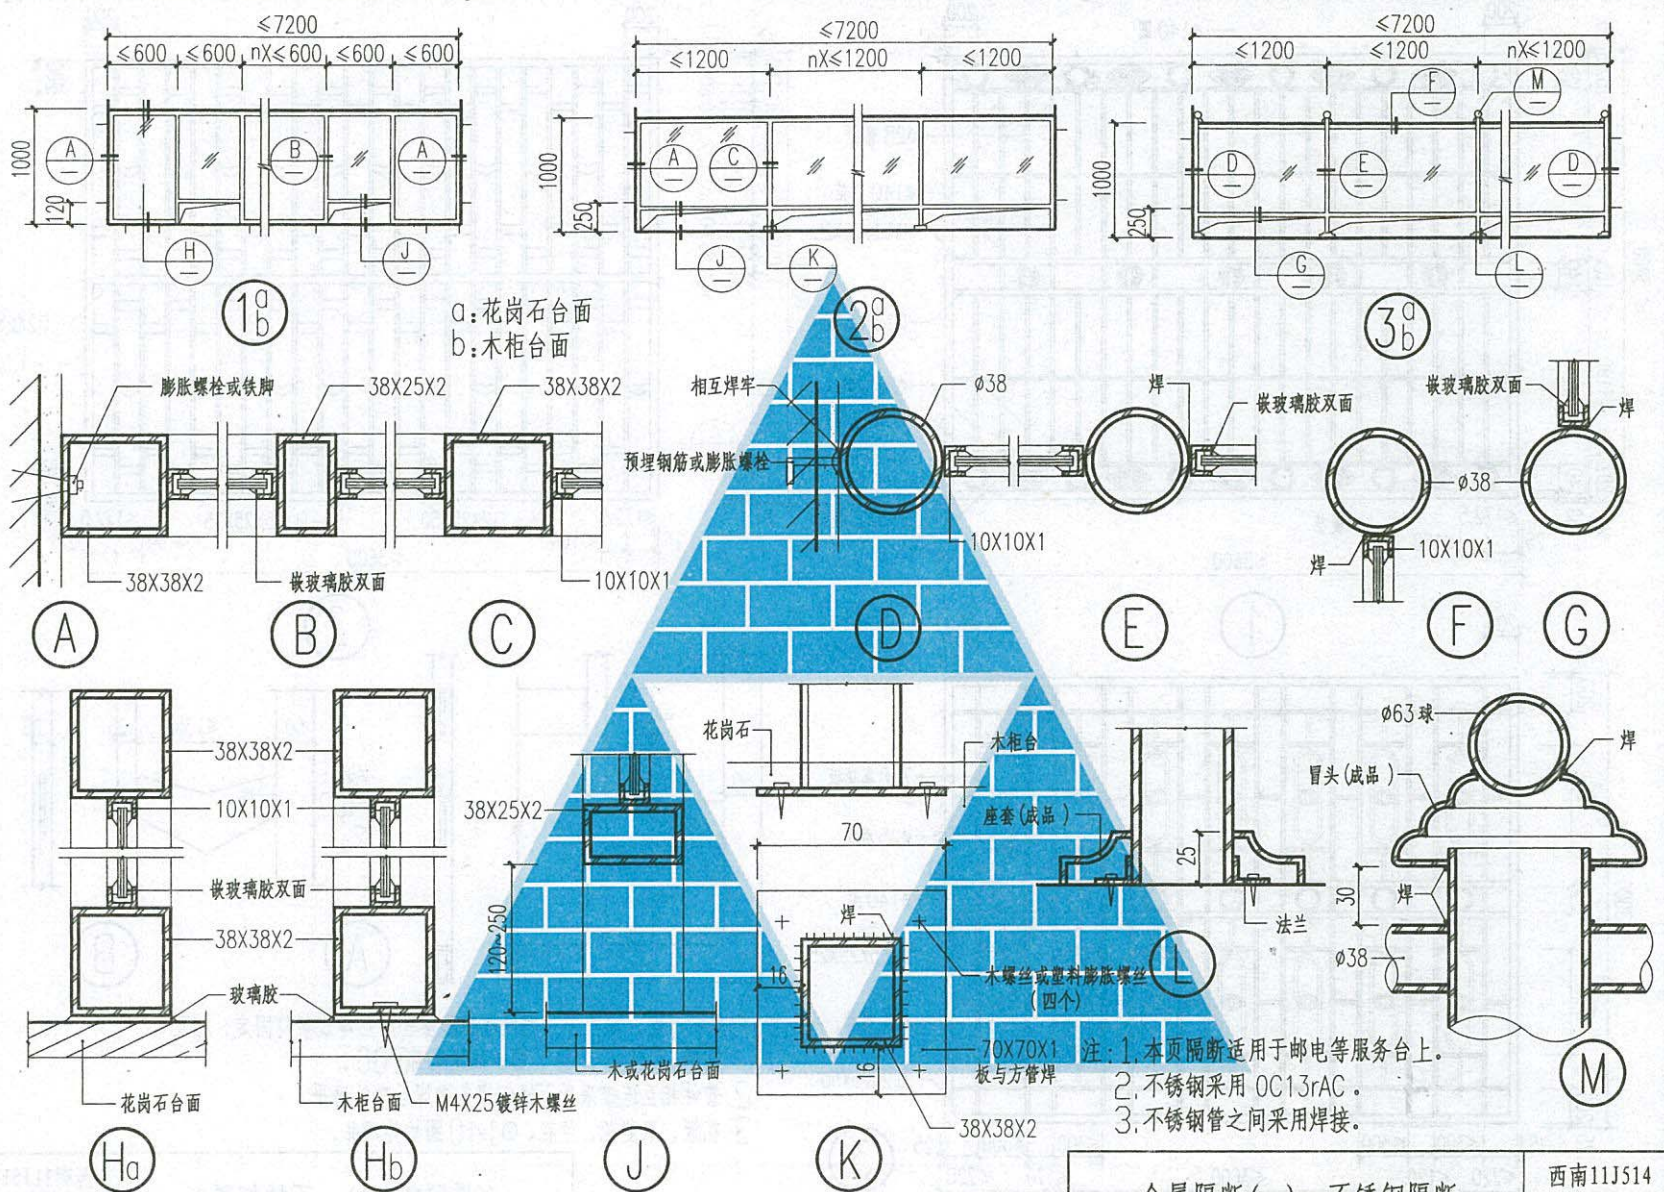 ≤7200
≤600 ≤600 nX≤600 ≤600 ≤600
1000
120
A B A
H J
1 a b
a:花岗石台面
b:木柜台面
≤7200
≤1200 nX≤1200 ≤1200
1000
250
A C
J K
2 a b
≤7200
≤1200 ≤1200 nX≤1200
F M
1000
250
D E D
G L
3 a b
膨胀螺栓或铁脚
38X25X2
38X38X2
38X38X2
嵌玻璃胶双面
10X10X1
A B C
相互焊牢
ø38
预埋钢筋或膨胀螺栓
焊
嵌玻璃胶双面
10X10X1
D E
嵌玻璃胶双面
焊
ø38
焊
10X10X1
F G
38X38X2
10X10X1
嵌玻璃胶双面
38X38X2
玻璃胶
花岗石台面
木柜台面
M4X25镀锌木螺丝
Ha Hb
38X25X2
120~250
木或花岗石台面
J
花岗石
木柜台
70
焊
16
木螺丝或塑料膨胀螺丝
(四个)
70X70X1
板与方管焊
16
38X38X2
K
座套(成品)
25
法兰
L
ø63球
焊
冒头(成品)
焊
30
ø38
M
注:1.本页隔断适用于邮电等服务台上。
2.不锈钢采用 0C13rAC。
3.不锈钢管之间采用焊接。
西南11J514